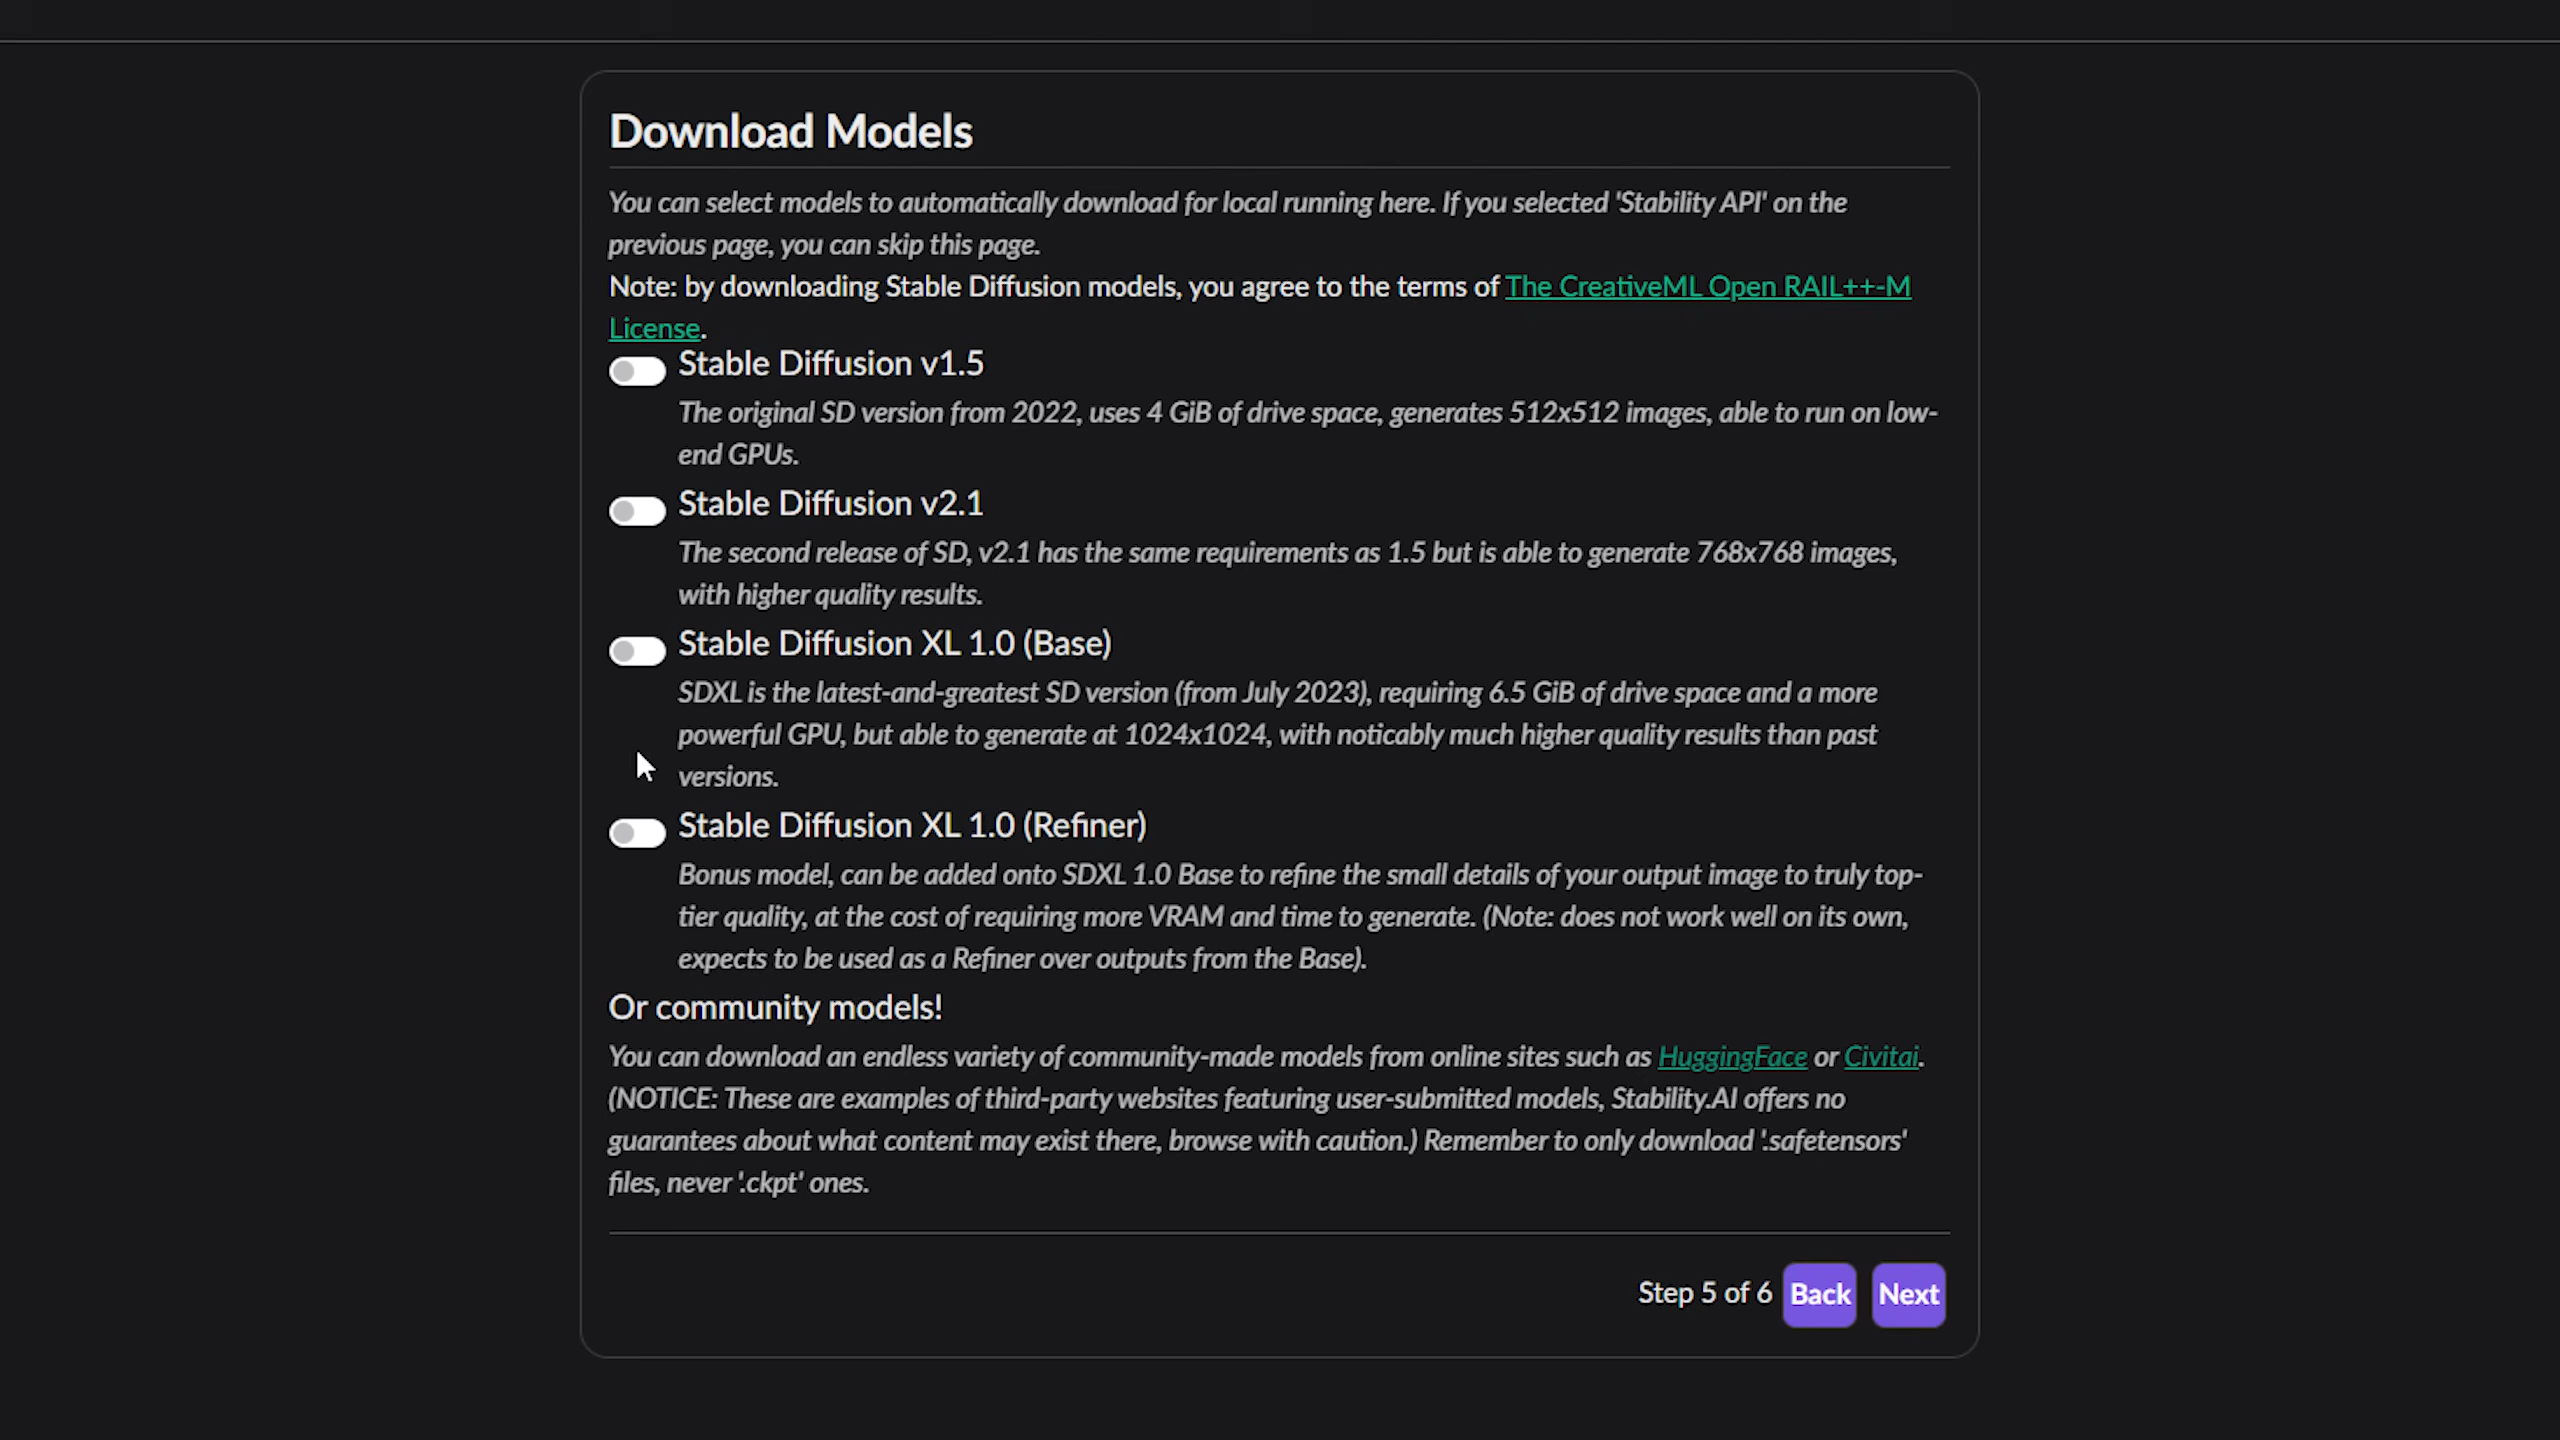 Download Models
You can select models to automatically download for local running here. If you selected 'Stability API' on the
previous page, you can skip this page.
Note: by downloading Stable Diffusion models, you agree to the terms of The CreativeML Open RAIL++-M
License.
Stable Diffusion v1.5
The original SD version from 2022, uses 4 GiB of drive space, generates 512x512 images, able to run on low-
end GPUs.
Stable Diffusion v2.1
The second release of SD, v2.1 has the same requirements as 1.5 but is able to generate 768x768 images,
with higher quality results.
Stable Diffusion XL 1.0 (Base)
SDXL is the latest-and-greatest SD version (from July 2023), requiring 6.5 GiB of drive space and a more
powerful GPU, but able to generate at 1024x1024, with noticably much higher quality results than past
versions.
Stable Diffusion XL 1.0 (Refiner)
Bonus model, can be added onto SDXL 1.0 Base to refine the small details of your output image to truly top-
tier quality, at the cost of requiring more VRAM and time to generate. (Note: does not work well on its own,
expects to be used as a Refiner over outputs from the Base).
Or community models!
You can download an endless variety of community-made models from online sites such as HuggingFace or Civitai.
(NOTICE: These are examples of third-party websites featuring user-submitted models, Stability.AI offers no
guarantees about what content may exist there, browse with caution.) Remember to only download '.safetensors'
files, never '.ckpt' ones.
Step 5 of 6 Back Next